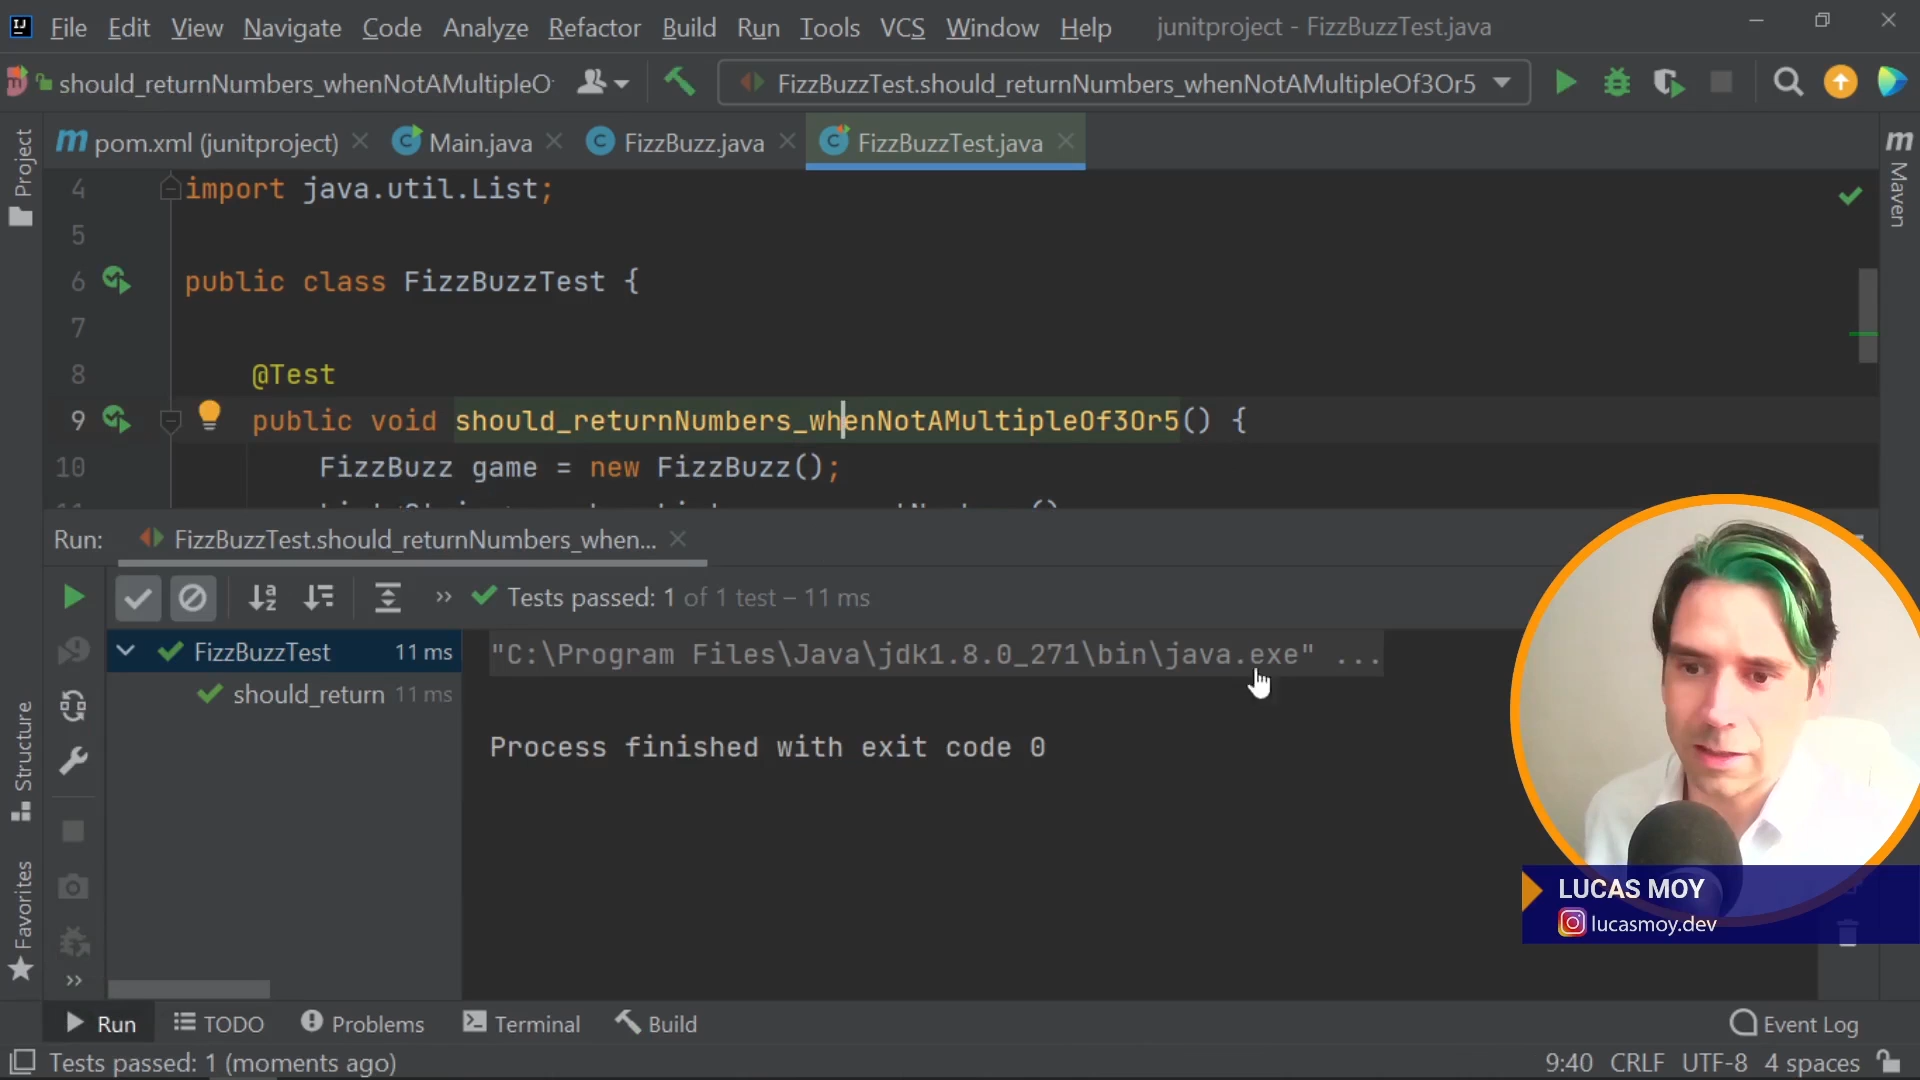 File Edit View Navigate Code Analyze Refactor Build Run Tools VCS Window Help junitproject - FizzBuzzTest.java
should_returnNumbers_whenNotAMultipleO FizzBuzzTest.should_returnNumbers_whenNotAMultipleOf3Or5
Project
pom.xml (junitproject) Main.java FizzBuzz.java FizzBuzzTest.java
Maven
4 import java.util.List;
5
6 public class FizzBuzzTest {
7
8 @Test
9 public void should_returnNumbers_whenNotAMultipleOf3Or5() {
10 FizzBuzz game = new FizzBuzz();
Run: FizzBuzzTest.should_returnNumbers_when...
Tests passed: 1 of 1 test – 11 ms
FizzBuzzTest 11 ms
should_return 11 ms
"C:\Program Files\Java\jdk1.8.0_271\bin\java.exe" ...
Process finished with exit code 0
Structure
Favorites
LUCAS MOY
lucasmoy.dev
Run TODO Problems Terminal Build Event Log
Tests passed: 1 (moments ago) 9:40 CRLF UTF-8 4 spaces